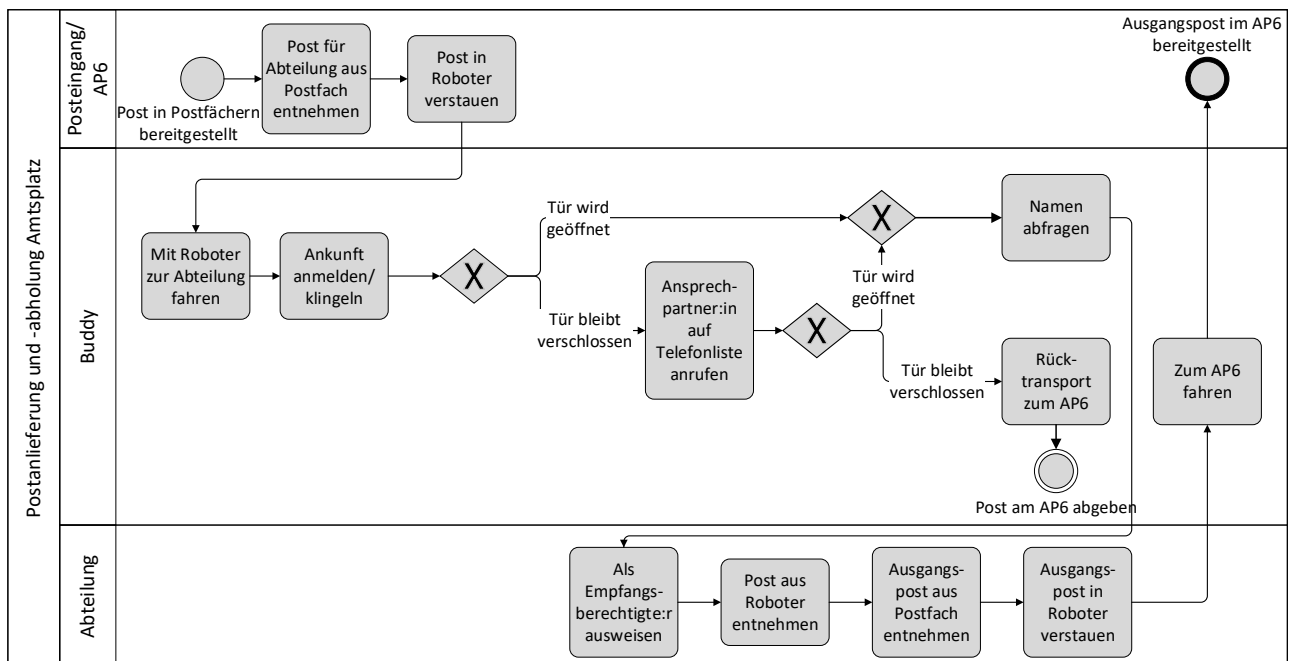 Postanlieferung und -abholung Amtsplatz
Posteingang/
AP6
Post in Postfächern
bereitgestellt
Post für
Abteilung aus
Postfach
entnehmen
Post in
Roboter
verstauen
Ausgangspost im AP6
bereitgestellt
Buddy
Mit Roboter
zur Abteilung
fahren
Ankunft
anmelden/
klingeln
X
Tür wird
geöffnet
Tür bleibt
verschlossen
Ansprech-
partner:in
auf
Telefonliste
anrufen
X
Tür wird
geöffnet
X
Tür bleibt
verschlossen
Namen
abfragen
Rück-
transport
zum AP6
Post am AP6 abgeben
Zum AP6
fahren
Abteilung
Als
Empfangs-
berechtigte:r
ausweisen
Post aus
Roboter
entnehmen
Ausgangs-
post aus
Postfach
entnehmen
Ausgangs-
post in
Roboter
verstauen